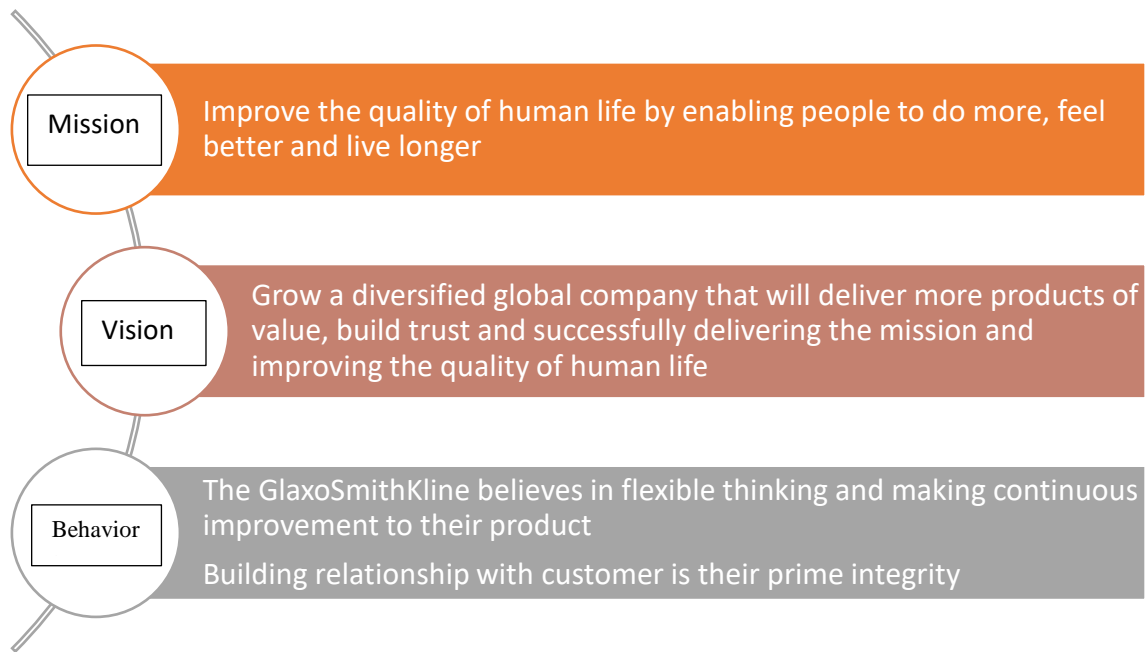 Mission
Improve the quality of human life by enabling people to do more, feel
better and live longer
Vision
Grow a diversified global company that will deliver more products of
value, build trust and successfully delivering the mission and
improving the quality of human life
Behavior
The GlaxoSmithKline believes in flexible thinking and making continuous
improvement to their product
Building relationship with customer is their prime integrity